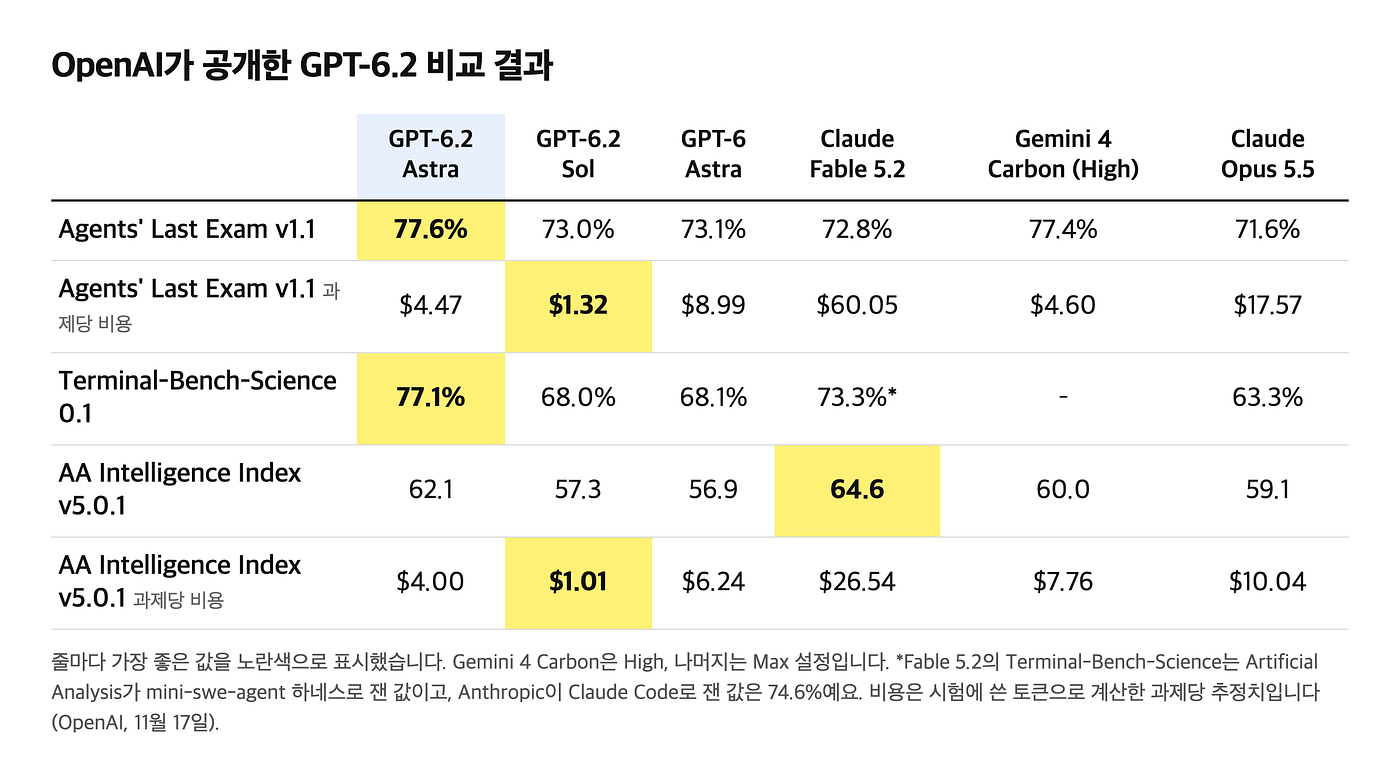 OpenAI가 공개한 GPT-6.2 비교 결과
GPT-6.2 Astra
GPT-6.2 Sol
GPT-6 Astra
Claude Fable 5.2
Gemini 4 Carbon (High)
Claude Opus 5.5
Agents' Last Exam v1.1 77.6% 73.0% 73.1% 72.8% 77.4% 71.6%
Agents' Last Exam v1.1 과제당 비용 $4.47 $1.32 $8.99 $60.05 $4.60 $17.57
Terminal-Bench-Science 0.1 77.1% 68.0% 68.1% 73.3%* - 63.3%
AA Intelligence Index v5.0.1 62.1 57.3 56.9 64.6 60.0 59.1
AA Intelligence Index v5.0.1 과제당 비용 $4.00 $1.01 $6.24 $26.54 $7.76 $10.04
줄마다 가장 좋은 값을 노란색으로 표시했습니다. Gemini 4 Carbon은 High, 나머지는 Max 설정입니다. *Fable 5.2의 Terminal-Bench-Science는 Artificial
Analysis가 mini-swe-agent 하네스로 잰 값이고, Anthropic이 Claude Code로 잰 값은 74.6%예요. 비용은 시험에 쓴 토큰으로 계산한 과제당 추정치입니다
(OpenAI, 11월 17일).